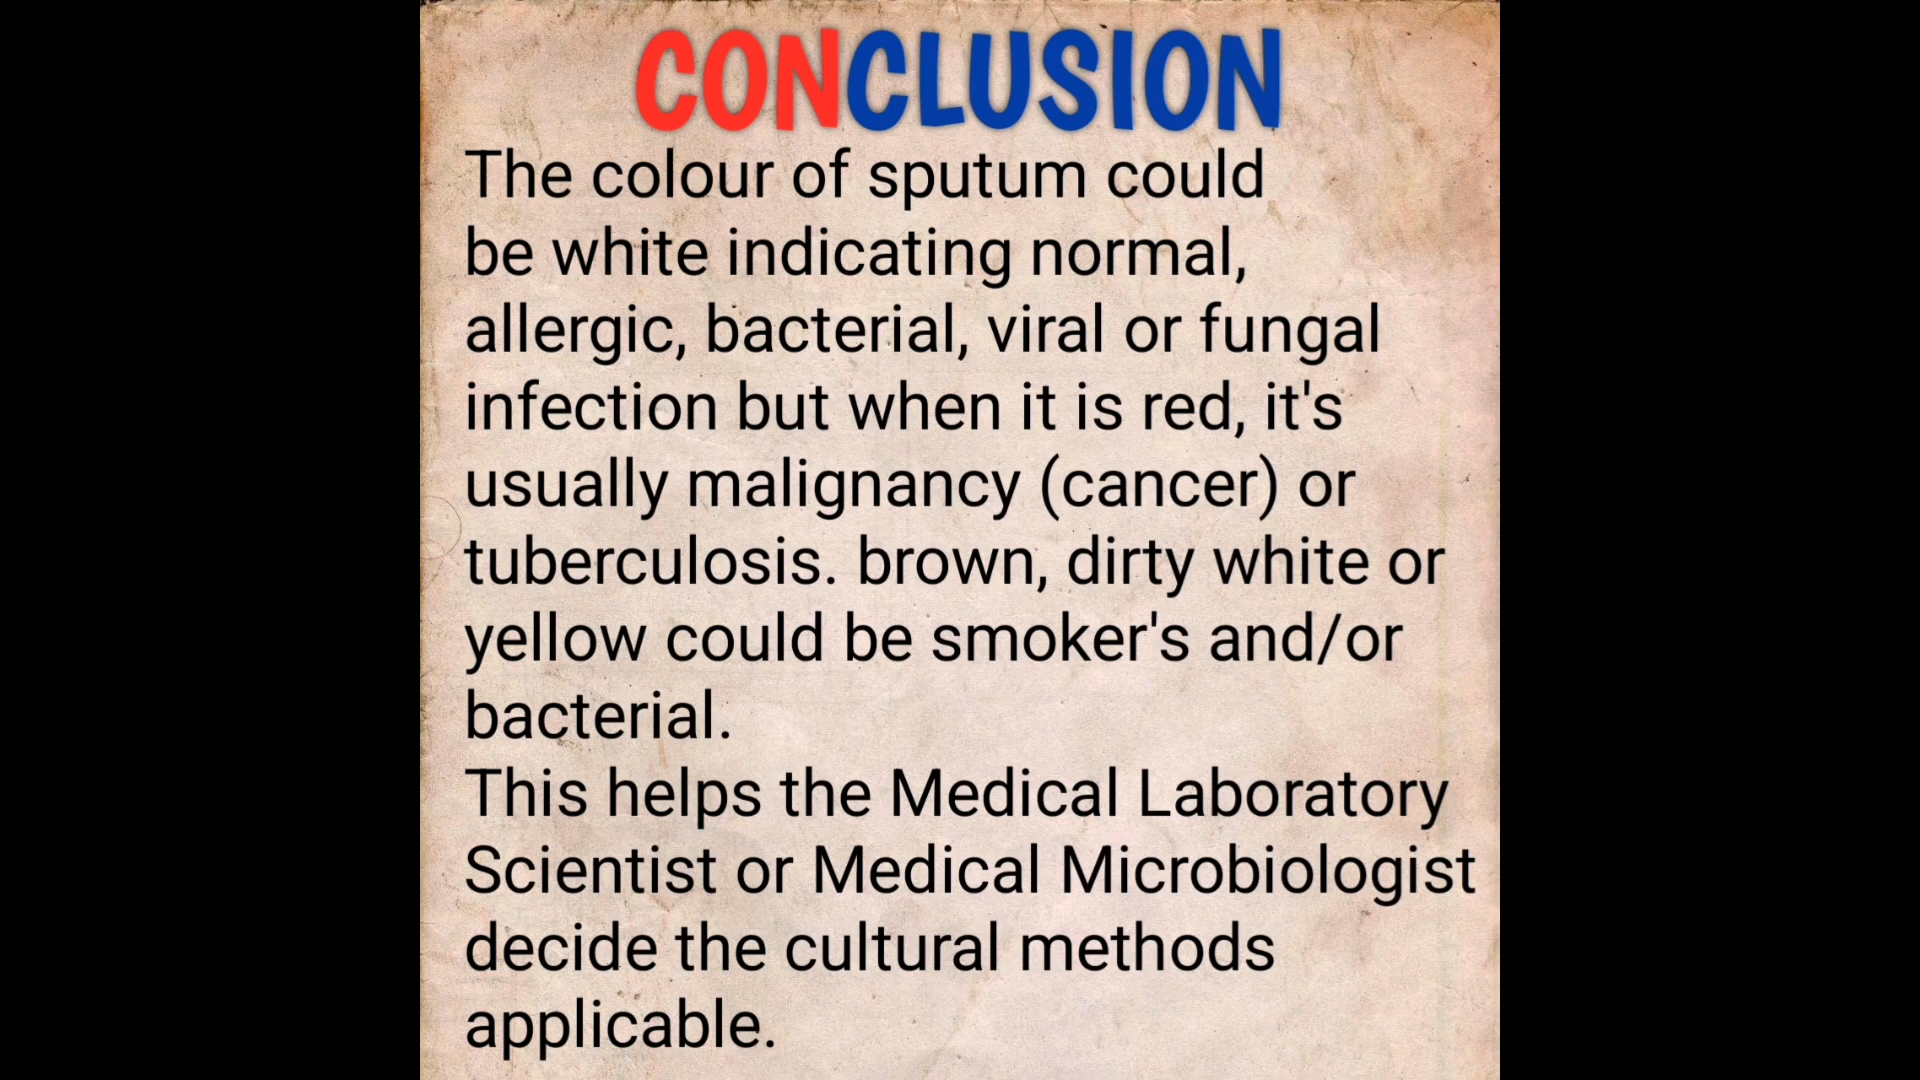 CONCLUSION
The colour of sputum could
be white indicating normal,
allergic, bacterial, viral or fungal
infection but when it is red, it's
usually malignancy (cancer) or
tuberculosis. brown, dirty white or
yellow could be smoker's and/or
bacterial.
This helps the Medical Laboratory
Scientist or Medical Microbiologist
decide the cultural methods
applicable.